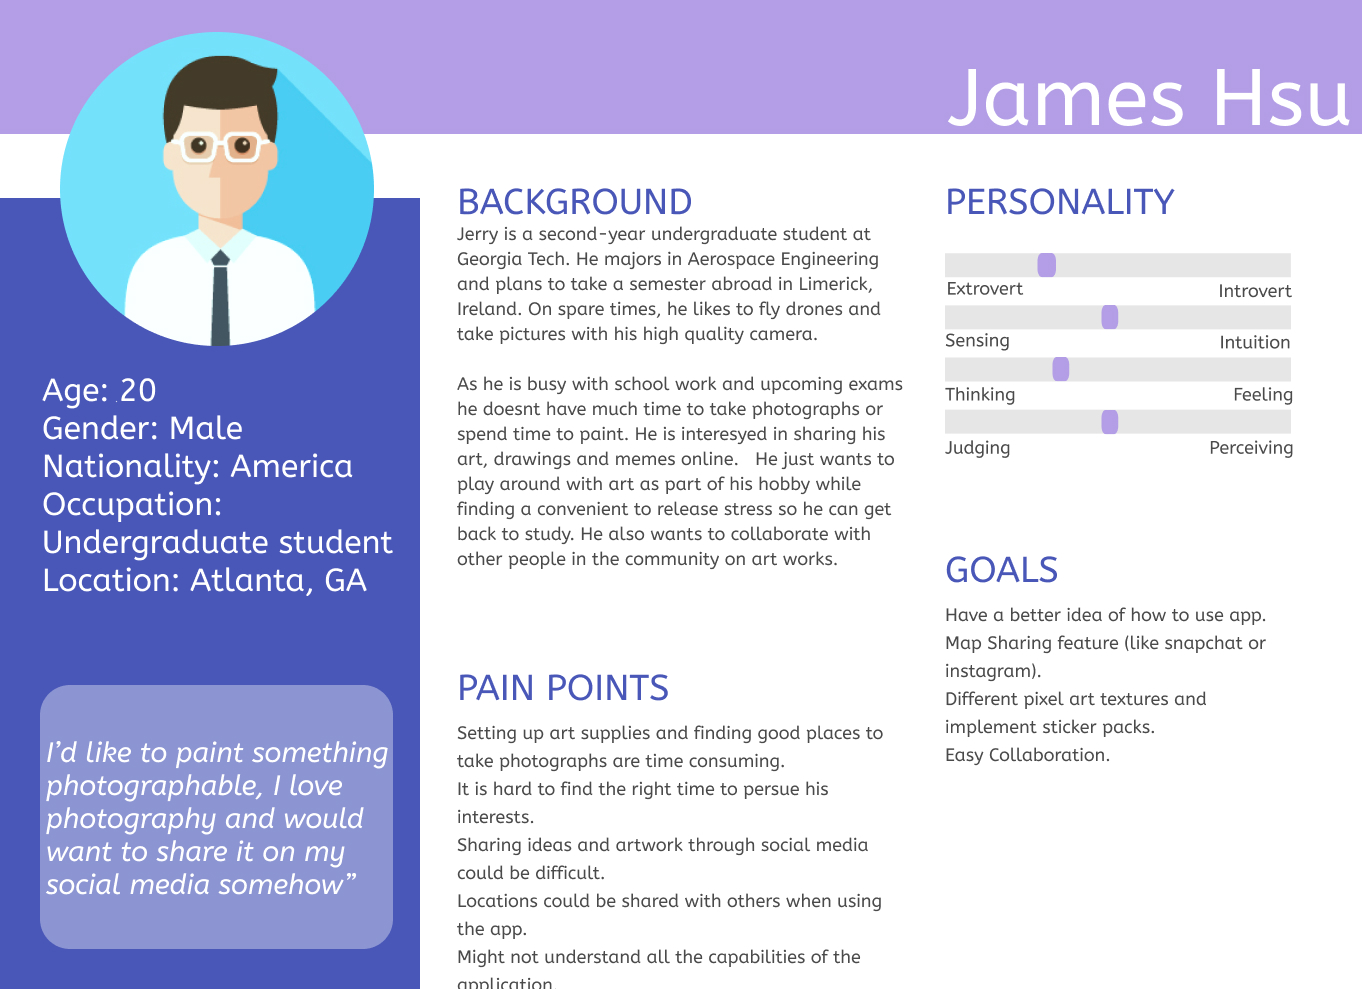 James Hsu
Age: 20
Gender: Male
Nationality: America
Occupation:
Undergraduate student
Location: Atlanta, GA
I’d like to paint something
photographable, I love
photography and would
want to share it on my
social media somehow”
BACKGROUND
Jerry is a second-year undergraduate student at
Georgia Tech. He majors in Aerospace Engineering
and plans to take a semester abroad in Limerick,
Ireland. On spare times, he likes to fly drones and
take pictures with his high quality camera.
As he is busy with school work and upcoming exams
he doesnt have much time to take photographs or
spend time to paint. He is interesyed in sharing his
art, drawings and memes online.   He just wants to
play around with art as part of his hobby while
finding a convenient to release stress so he can get
back to study. He also wants to collaborate with
other people in the community on art works.
PAIN POINTS
Setting up art supplies and finding good places to
take photographs are time consuming.
It is hard to find the right time to persue his
interests.
Sharing ideas and artwork through social media
could be difficult.
Locations could be shared with others when using
the app.
Might not understand all the capabilities of the
application
PERSONALITY
Extrovert Introvert
Sensing Intuition
Thinking Feeling
Judging Perceiving
GOALS
Have a better idea of how to use app.
Map Sharing feature (like snapchat or
instagram).
Different pixel art textures and
implement sticker packs.
Easy Collaboration.